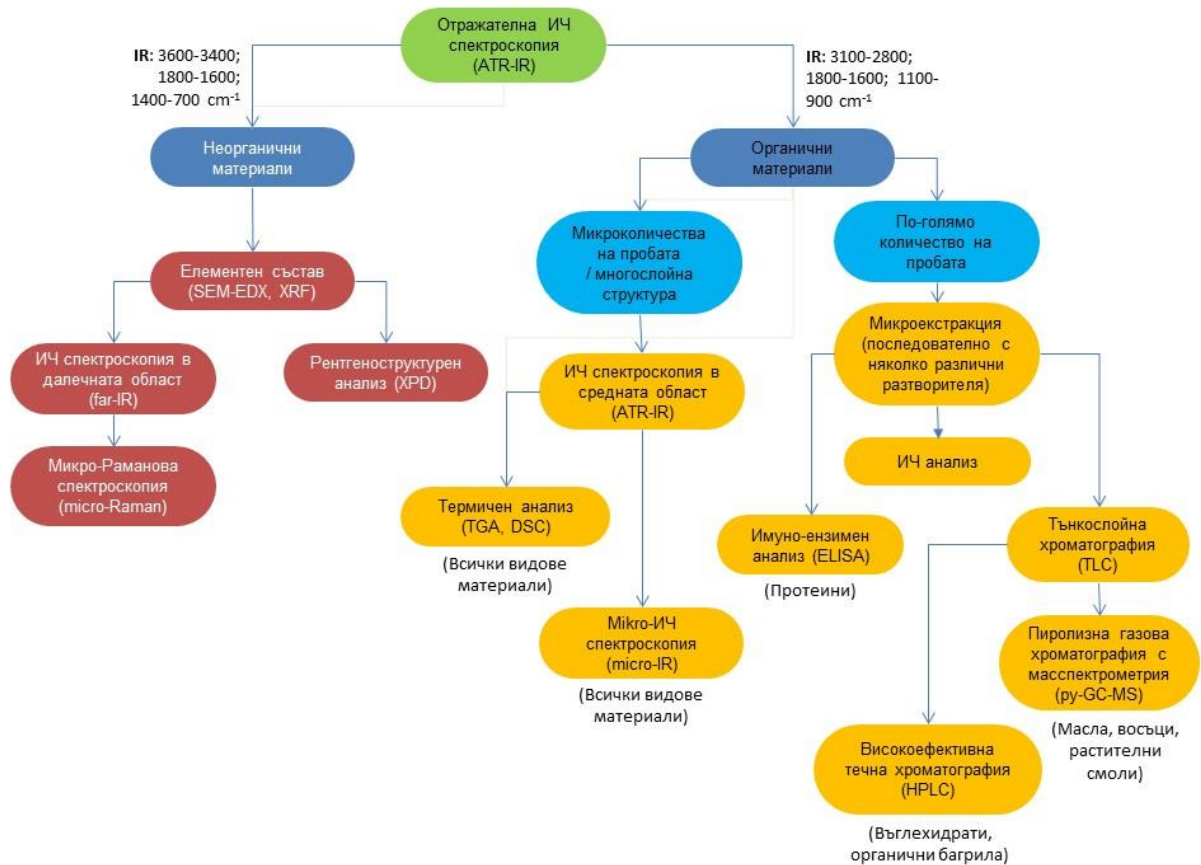 Отражателна ИЧ
спектроскопия
(ATR-IR)
IR: 3600-3400;
1800-1600;
1400-700 cm⁻¹
IR: 3100-2800;
1800-1600; 1100-
900 cm⁻¹
Неорганични
материали
Органични
материали
Микроколичества
на пробата
/ многослойна
структура
По-голямо
количество на
пробата
Елементен състав
(SEM-EDX, XRF)
ИЧ спектроскопия в
далечната област
(far-IR)
Рентгеноструктурен
анализ (XPD)
Микро-Раманова
спектроскопия
(micro-Raman)
ИЧ спектроскопия в
средната област
(ATR-IR)
Микроекстракция
(последователно с
няколко различни
разтворителя)
ИЧ анализ
Термичен анализ
(TGA, DSC)
(Всички видове
материали)
Имуно-ензимен
анализ (ELISA)
(Протеини)
Тънкослойна
хроматография
(TLC)
Mikro-ИЧ
спектроскопия
(micro-IR)
(Всички видове
материали)
Пиролизна газова
хроматография с
масспектрометрия
(py-GC-MS)
(Масла, восъци,
растителни
смоли)
Високоефективна
течна хроматография
(HPLC)
(Въглехидрати,
органични багрила)